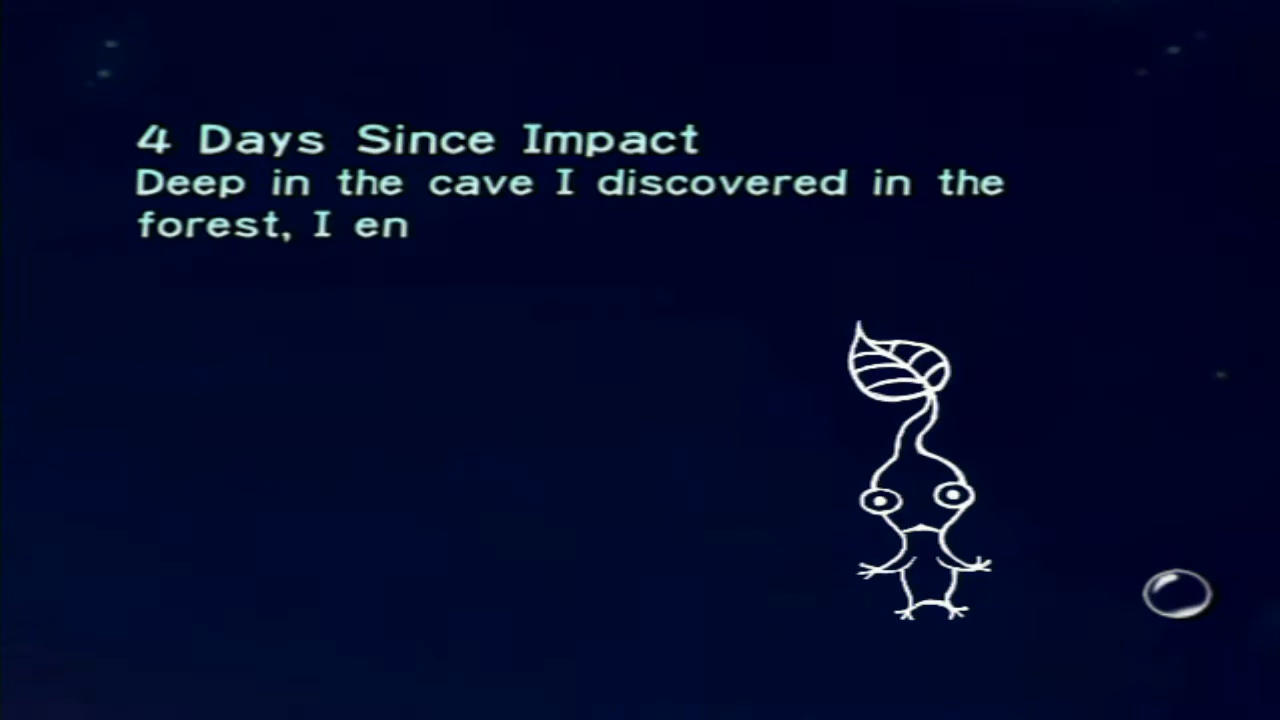 4 Days Since Impact
Deep in the cave I discovered in the
forest, I en